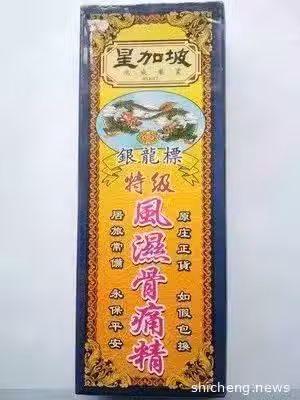 星加坡
銀龍標
特級
風濕骨痛精
原庄正貨 如假包換
居旅常備 永保平安
shicheng.news